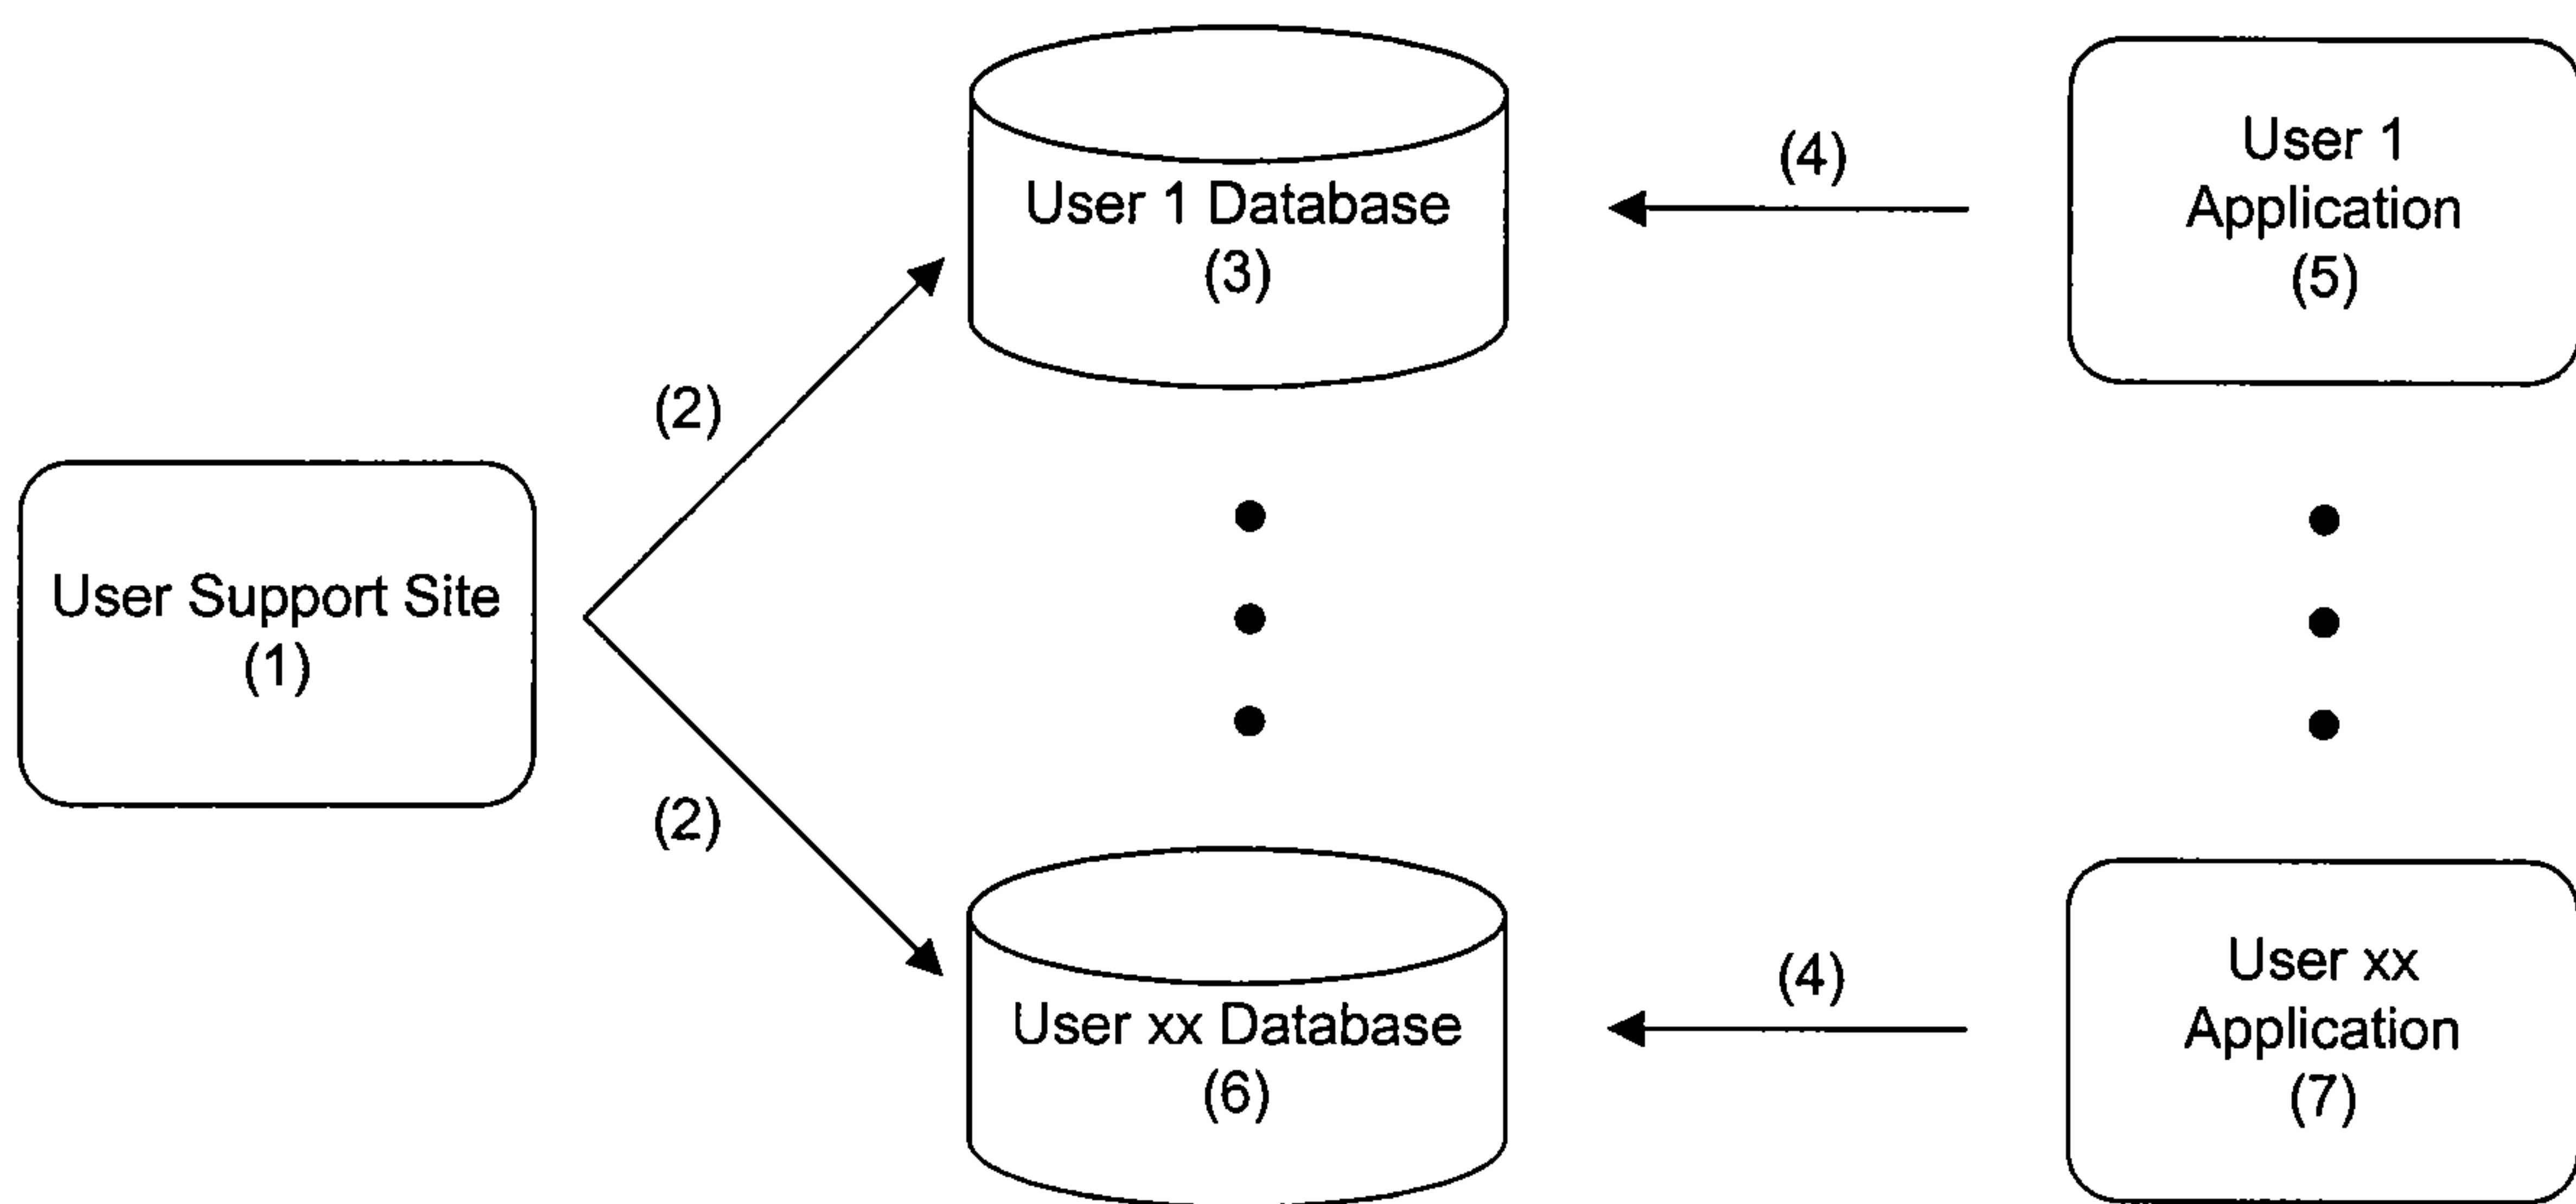 User 1 Database
(3)
(4)
User 1
Application
(5)
(2)
User Support Site
(1)
(2)
User xx Database
(6)
(4)
User xx
Application
(7)